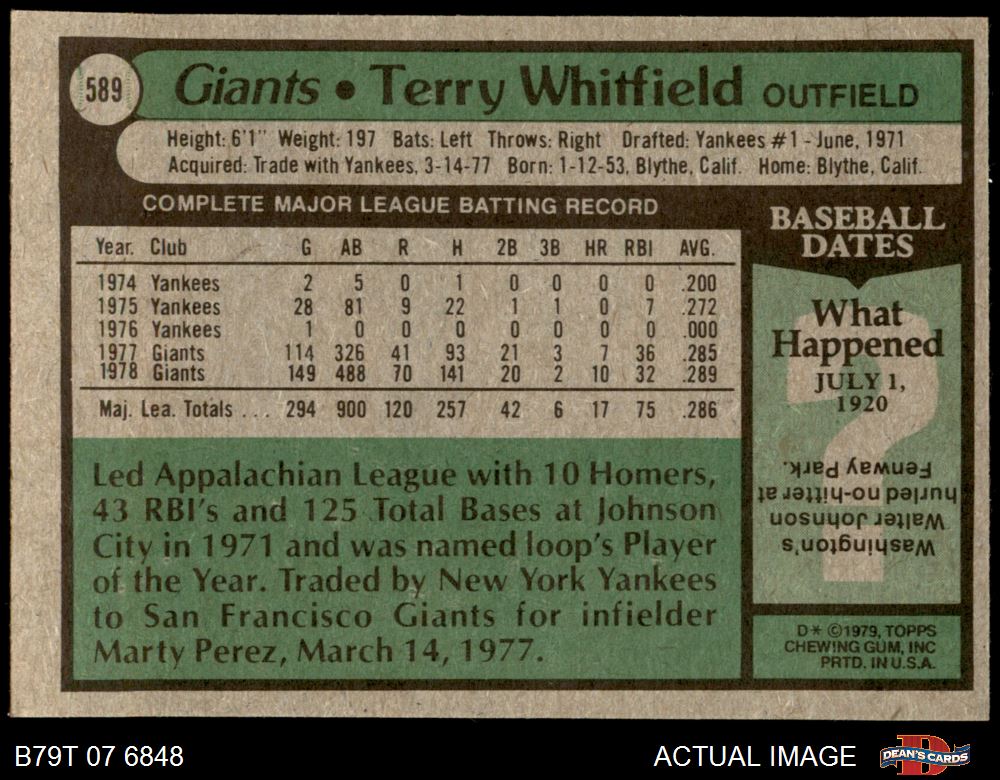 589
Giants • Terry Whitfield OUTFIELD
Height: 6'1" Weight: 197 Bats: Left Throws: Right Drafted: Yankees #1 - June, 1971
Acquired: Trade with Yankees, 3-14-77 Born: 1-12-53, Blythe, Calif. Home: Blythe, Calif.
COMPLETE MAJOR LEAGUE BATTING RECORD
Year. Club G AB R H 2B 3B HR RBI AVG.
1974 Yankees 2 5 0 1 0 0 0 0 .200
1975 Yankees 28 81 9 22 1 1 0 7 .272
1976 Yankees 1 0 0 0 0 0 0 0 .000
1977 Giants 114 326 41 93 21 3 7 36 .285
1978 Giants 149 488 70 141 20 2 10 32 .289
Maj. Lea. Totals ... 294 900 120 257 42 6 17 75 .286
Led Appalachian League with 10 Homers,
43 RBI's and 125 Total Bases at Johnson
City in 1971 and was named loop's Player
of the Year. Traded by New York Yankees
to San Francisco Giants for infielder
Marty Perez, March 14, 1977.
BASEBALL
DATES
What
Happened
JULY 1,
1920
?
Washington's
Walter Johnson
hurled no-hitter at
Fenway Park.
D* ©1979, TOPPS
CHEWING GUM, INC
PRTD. IN U.S.A.
B79T 07 6848
ACTUAL IMAGE
D
DEAN'S CARDS